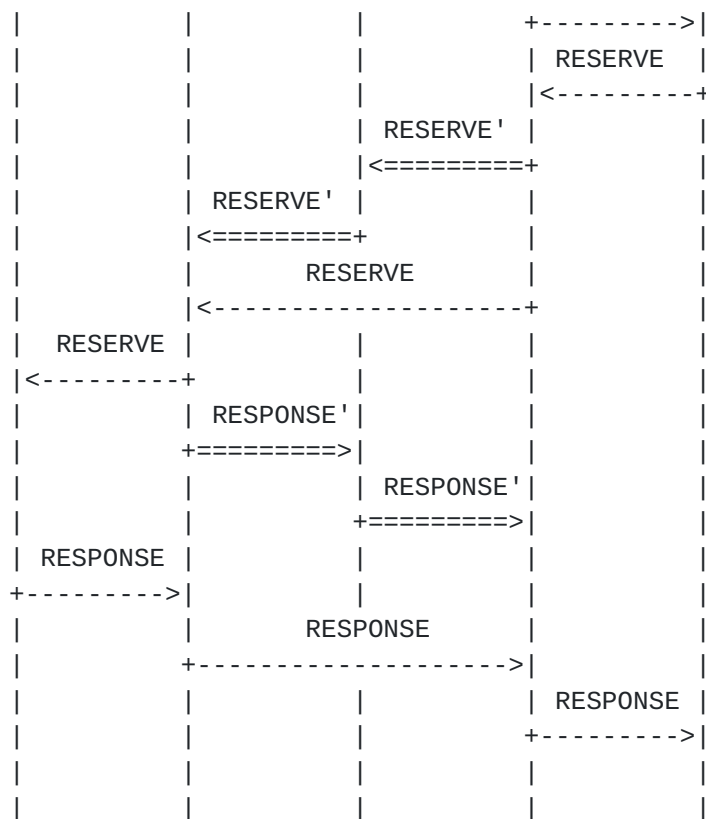 |          |          |          +--------->|
|          |          |          | RESERVE  |
|          |          |          |<---------+
|          |          | RESERVE' |          |
|          |          |<=========+          |
|          | RESERVE' |          |          |
|          |<=========+          |          |
|          |       RESERVE       |          |
|          |<--------------------+          |
|  RESERVE |          |          |          |
|<---------+          |          |          |
|          | RESPONSE'|          |          |
|          +=========>|          |          |
|          |          | RESPONSE'|          |
|          |          +=========>|          |
| RESPONSE |          |          |          |
+--------->|          |          |          |
|          |       RESPONSE      |          |
|          +-------------------->|          |
|          |          |          | RESPONSE |
|          |          |          +--------->|
|          |          |          |          |
|          |          |          |          |